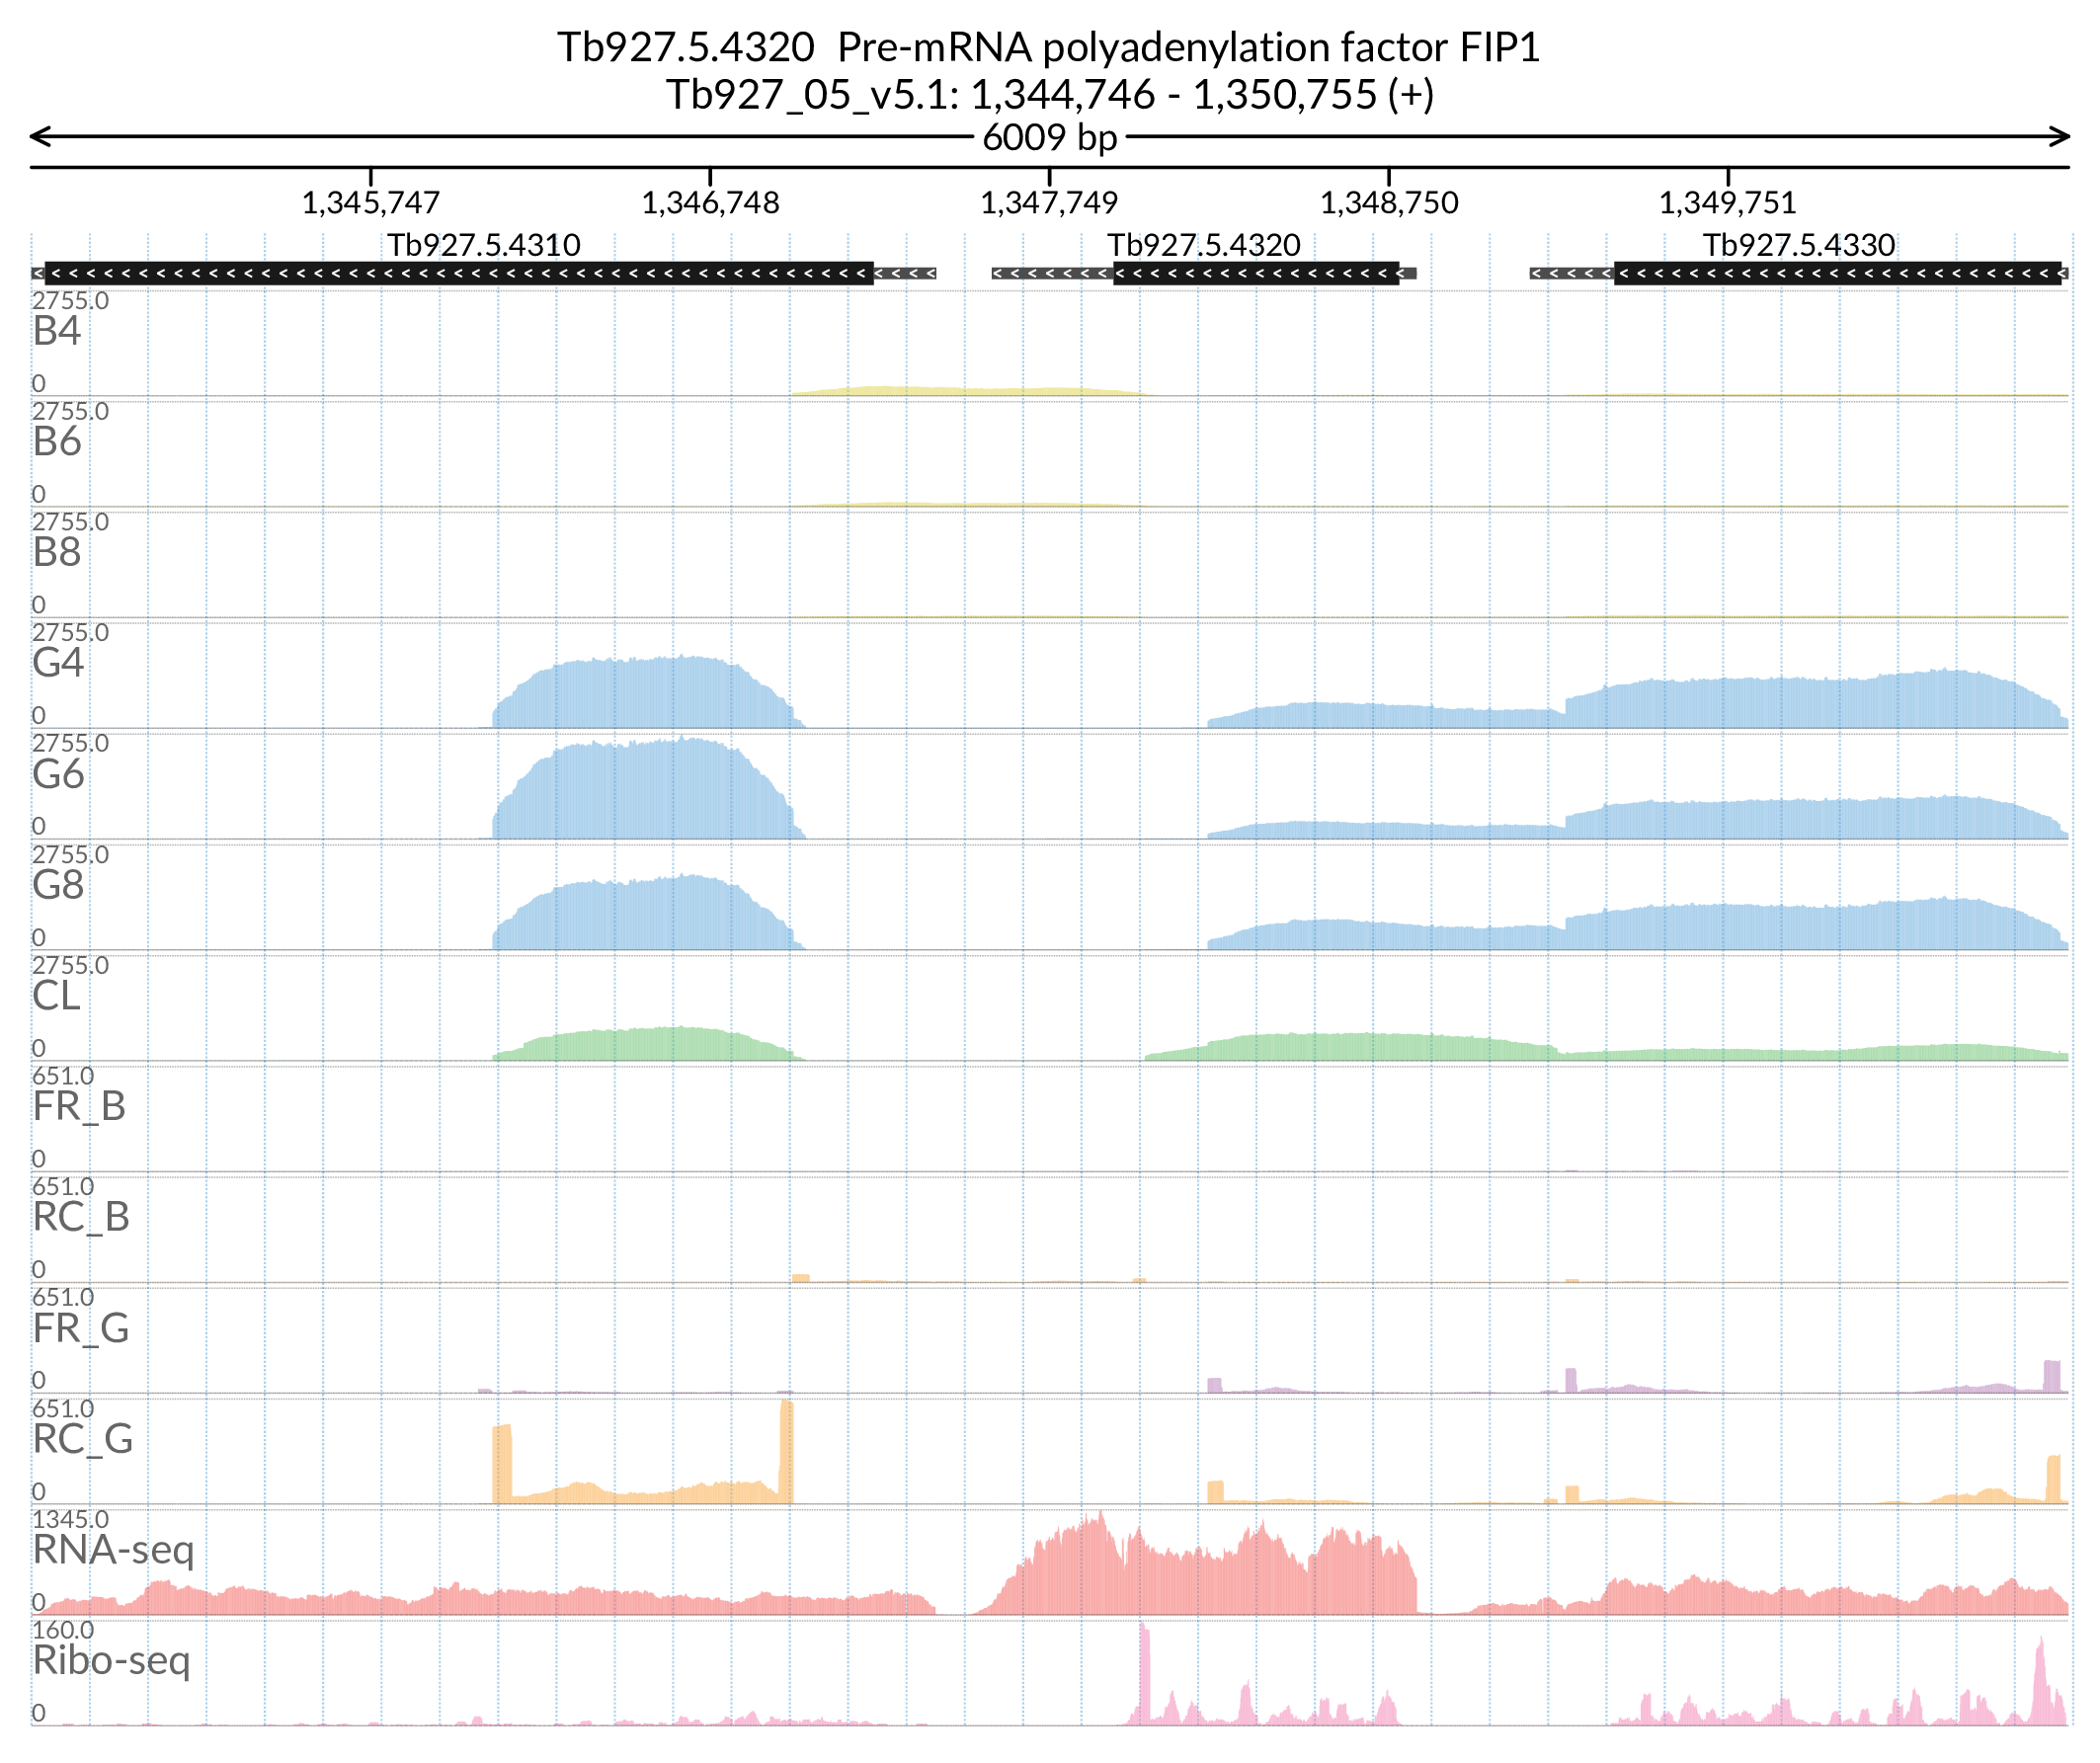 Tb927.5.4320  Pre-mRNA polyadenylation factor FIP1
Tb927_05_v5.1: 1,344,746 - 1,350,755 (+)
6009 bp
1,345,747 1,346,748 1,347,749 1,348,750 1,349,751
Tb927.5.4310 Tb927.5.4320 Tb927.5.4330
2755.0
B4
0
2755.0
B6
0
2755.0
B8
0
2755.0
G4
0
2755.0
G6
0
2755.0
G8
0
2755.0
CL
0
651.0
FR_B
0
651.0
RC_B
0
651.0
FR_G
0
651.0
RC_G
0
1345.0
RNA-seq
0
160.0
Ribo-seq
0